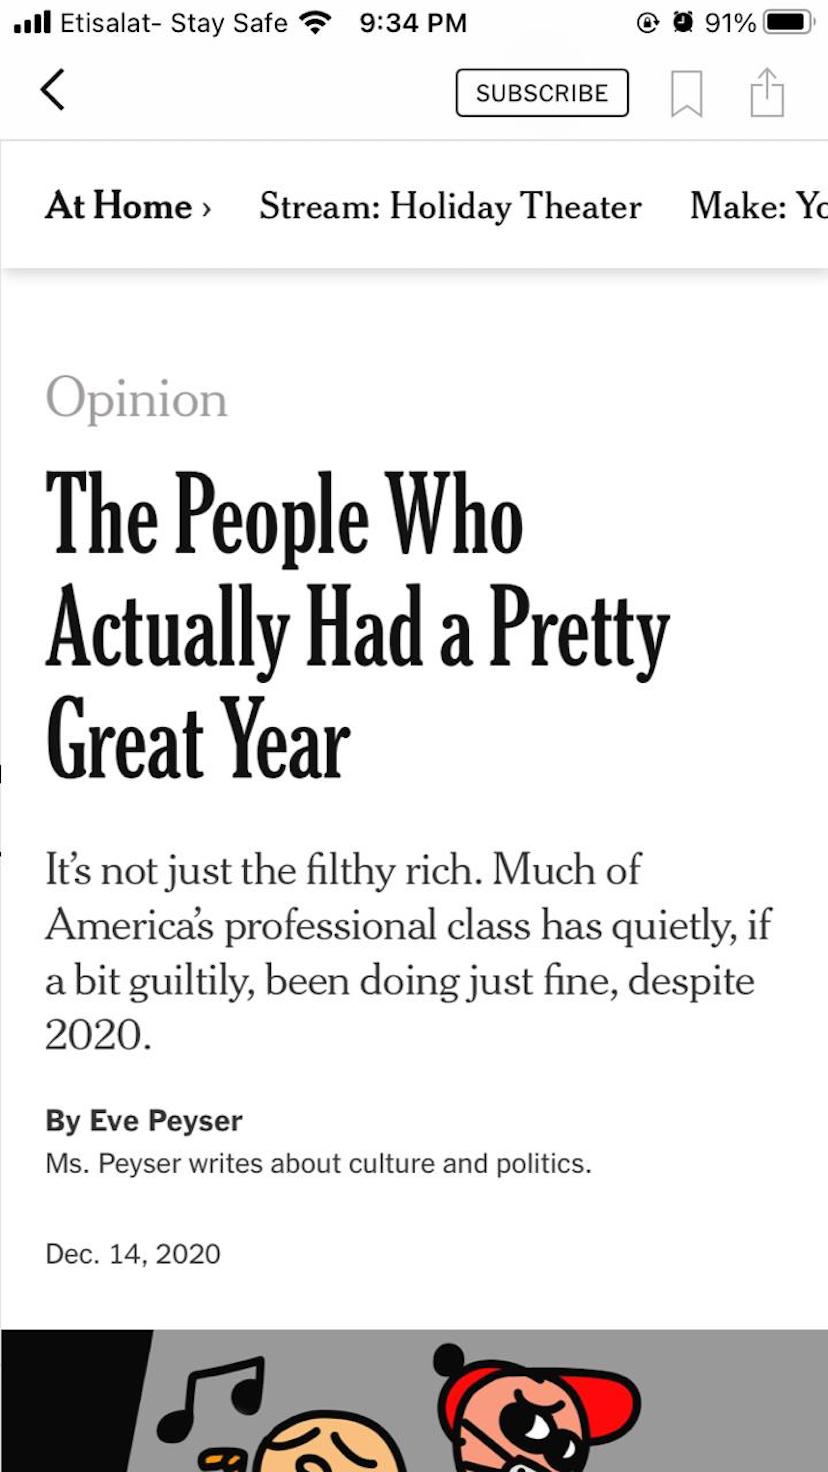 Etisalat- Stay Safe 9:34 PM 91%
SUBSCRIBE
At Home › Stream: Holiday Theater Make: Yo
Opinion
The People Who
Actually Had a Pretty
Great Year
It’s not just the filthy rich. Much of
America’s professional class has quietly, if
a bit guiltily, been doing just fine, despite
2020.
By Eve Peyser
Ms. Peyser writes about culture and politics.
Dec. 14, 2020